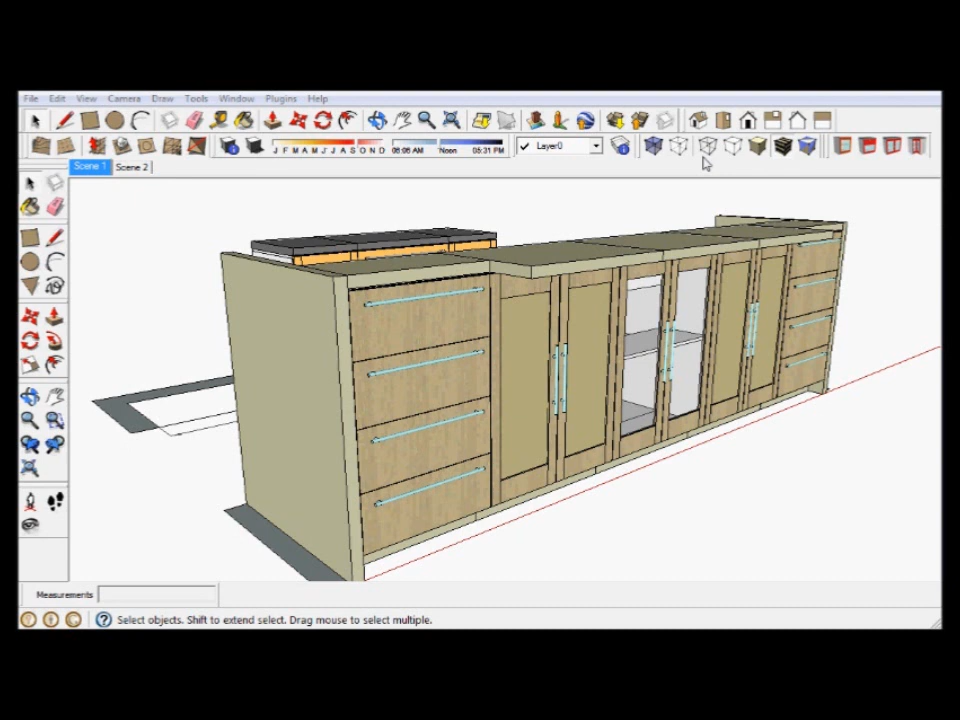 File Edit View Camera Draw Tools Window Plugins Help
J F M A M J J A S O N D 06:06 AM Noon 05:31 PM Layer0
Scene 1 Scene 2
Measurements
Select objects. Shift to extend select. Drag mouse to select multiple.